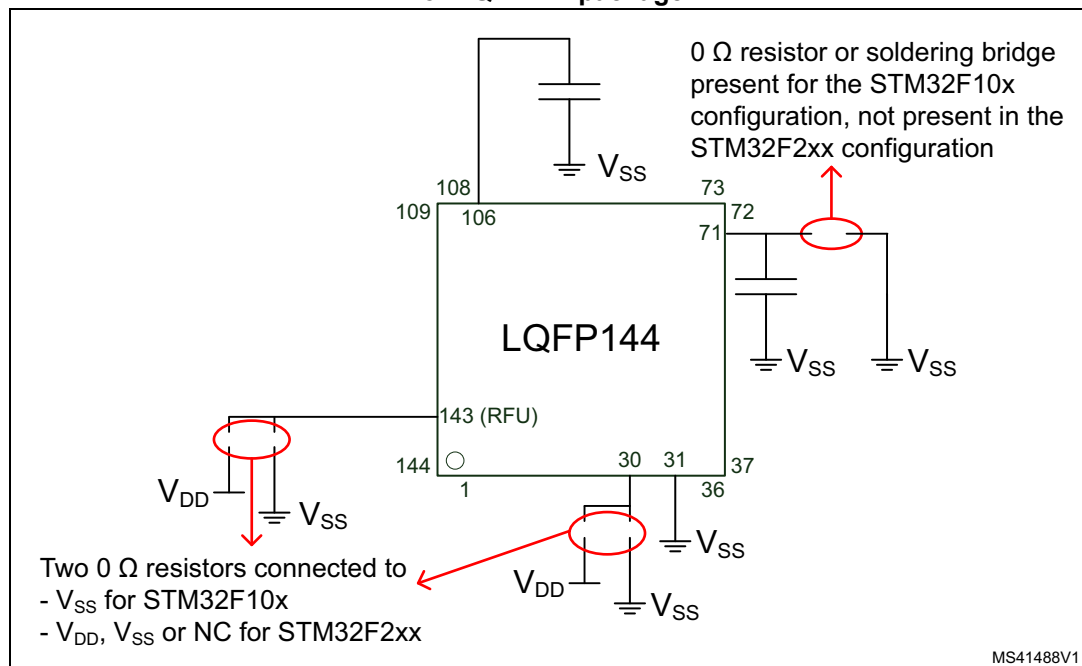 0 Ω resistor or soldering bridge
present for the STM32F10x
configuration, not present in the
STM32F2xx configuration
VSS
108
73
109
106
72
71
LQFP144
VSS
VSS
143 (RFU)
144
30
31
37
1
36
VDD
VSS
VSS
VDD
VSS
Two 0 Ω resistors connected to
- VSS for STM32F10x
- VDD, VSS or NC for STM32F2xx
MS41488V1